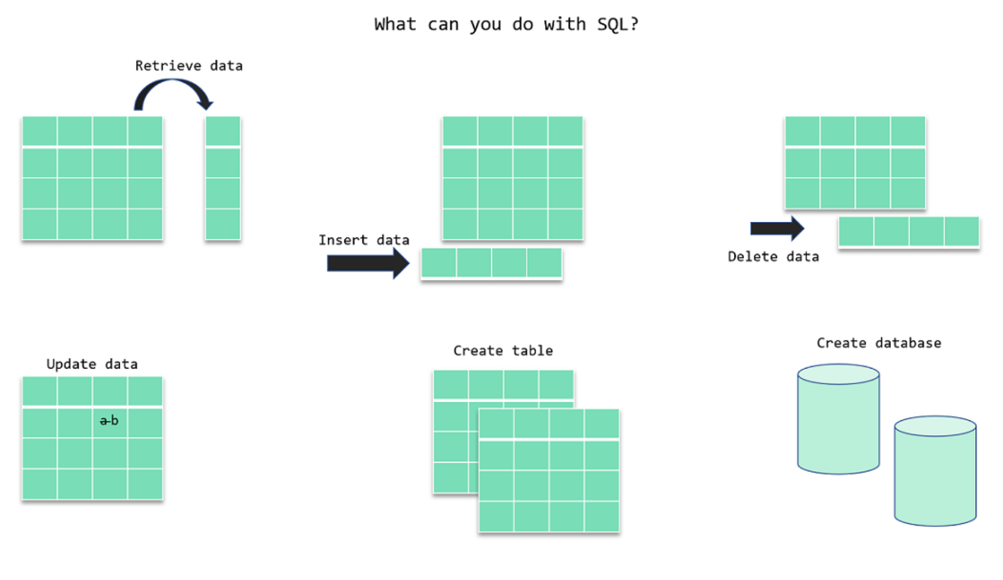 What can you do with SQL?
Retrieve data
Insert data
Delete data
Update data
a b
Create table
Create database